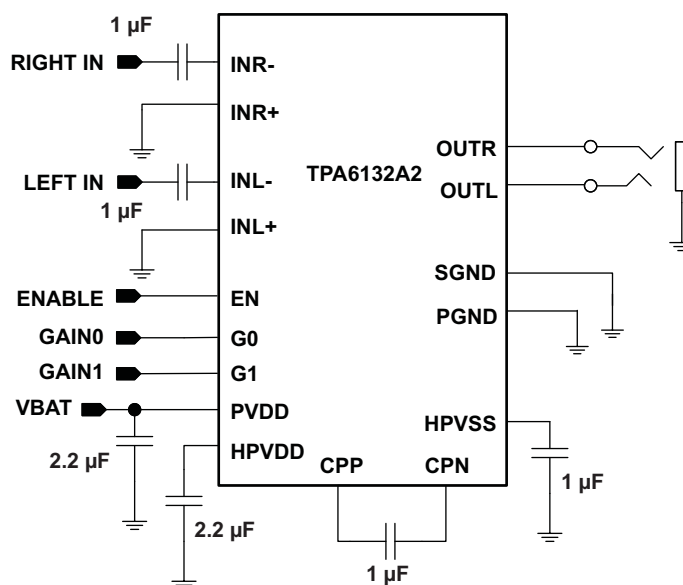 1 µF
RIGHT IN
INR-
INR+
OUTR
LEFT IN
INL-
TPA6132A2
OUTL
1 µF
INL+
SGND
ENABLE
EN
PGND
GAIN0
G0
GAIN1
G1
VBAT
PVDD
HPVSS
2.2 µF
HPVDD
CPP
CPN
1 µF
2.2 µF
1 µF